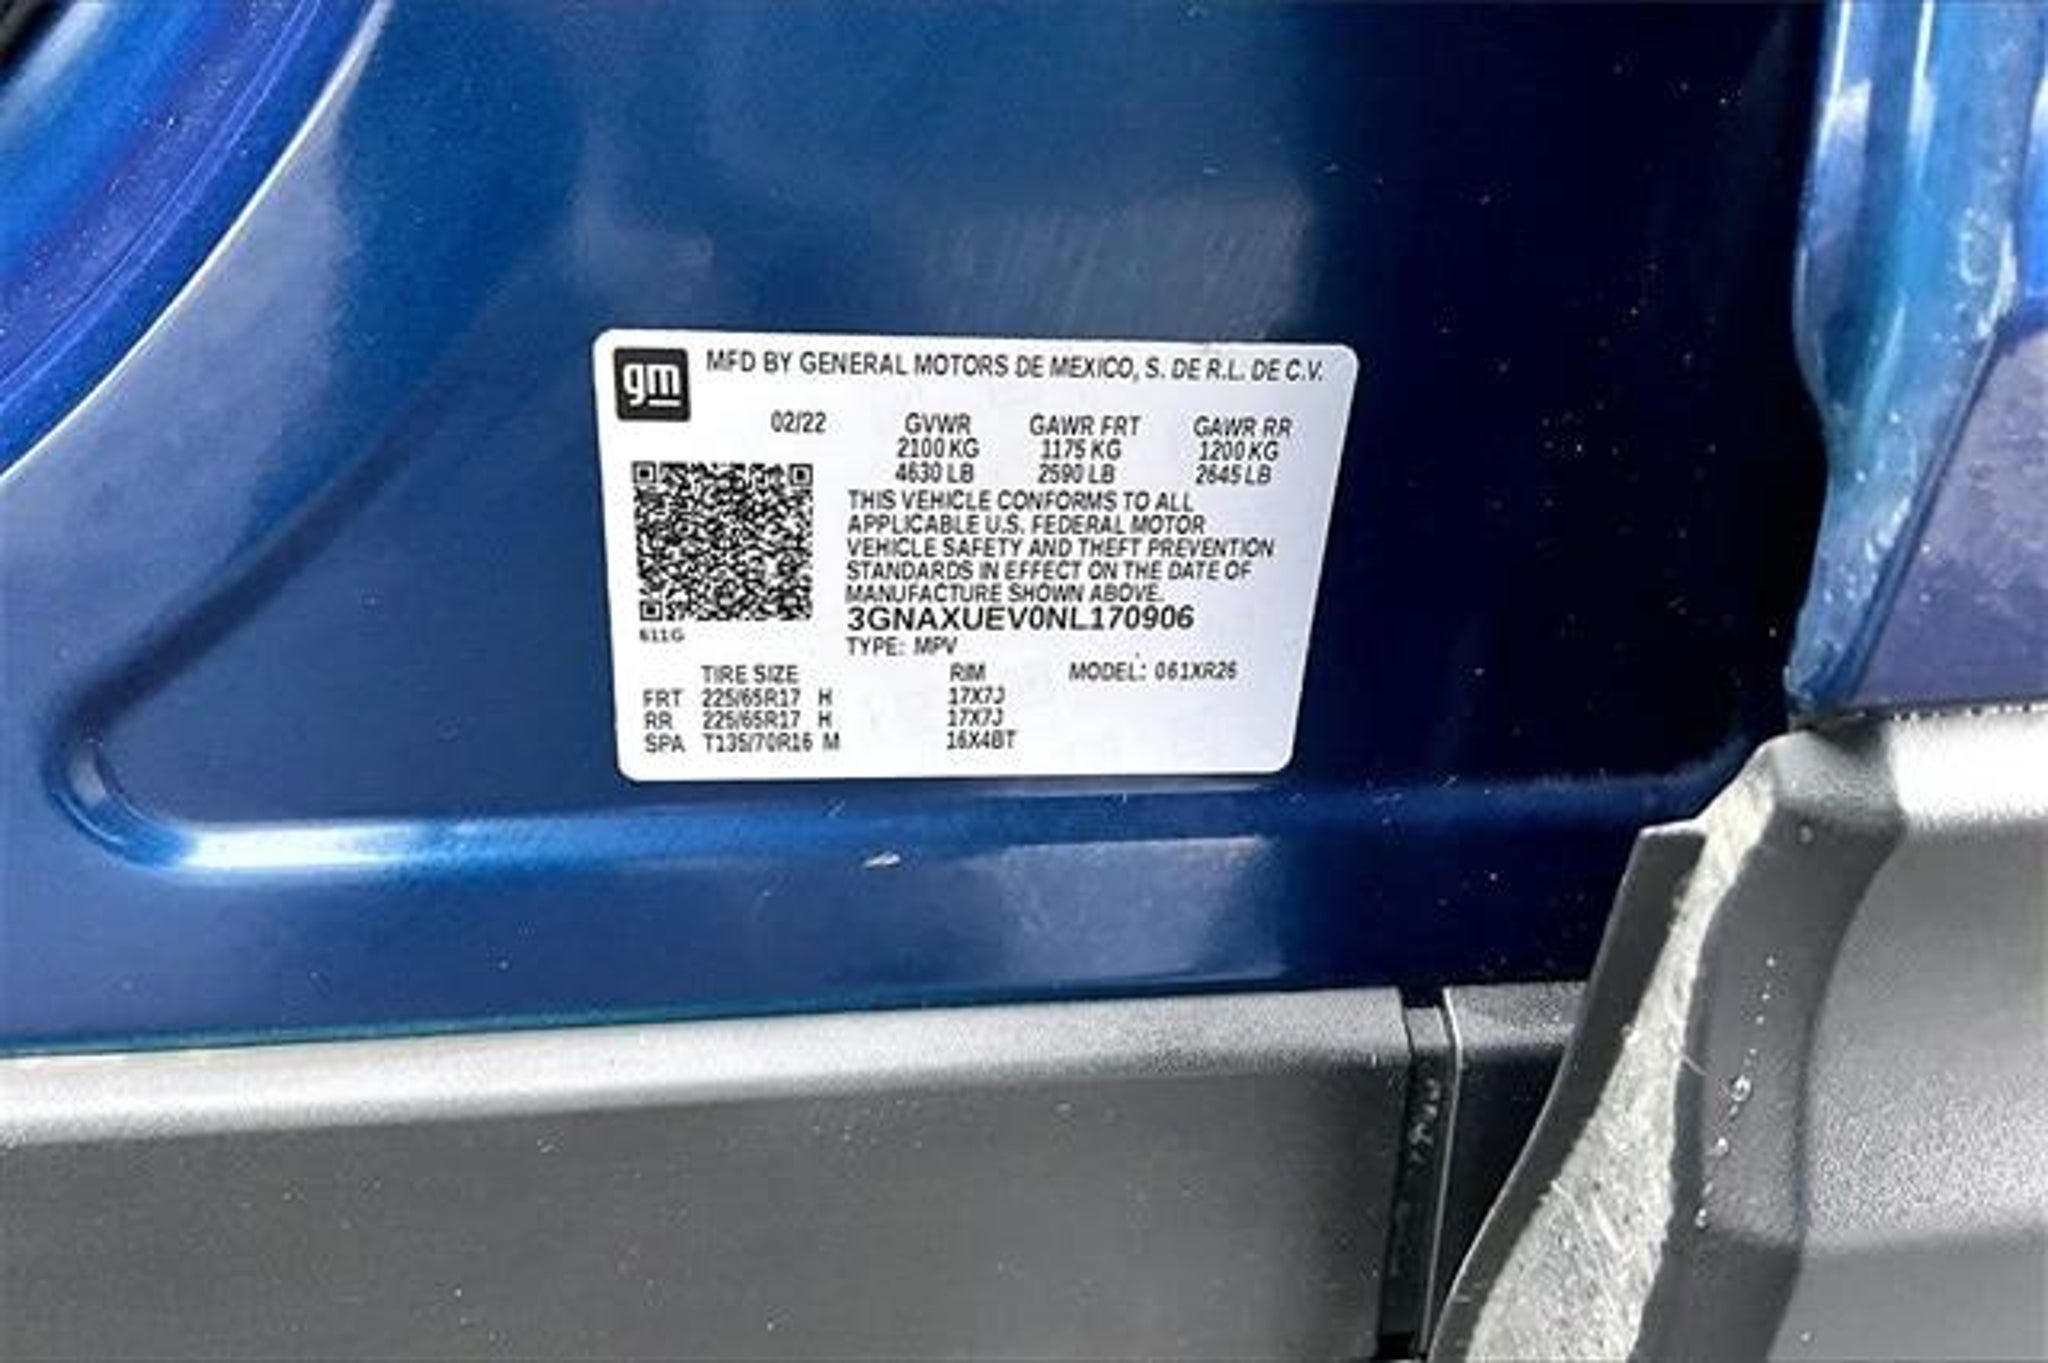 gm
MFD BY GENERAL MOTORS DE MEXICO, S. DE R.L. DE C.V.
02/22 GVWR GAWR FRT GAWR RR
2100 KG 1175 KG 1200 KG
4630 LB 2590 LB 2645 LB
THIS VEHICLE CONFORMS TO ALL
APPLICABLE U.S. FEDERAL MOTOR
VEHICLE SAFETY AND THEFT PREVENTION
STANDARDS IN EFFECT ON THE DATE OF
MANUFACTURE SHOWN ABOVE.
3GNAXUEV0NL170906
611G
TYPE: MPV
TIRE SIZE RIM MODEL: 061XR26
FRT 225/65R17 H 17X7J
RR 225/65R17 H 17X7J
SPA T135/70R16 M 16X4BT